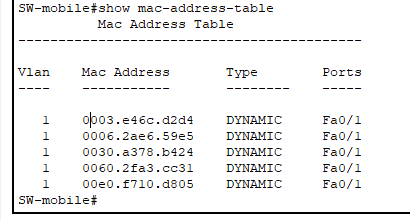 SW-mobile#show mac-address-table
Mac Address Table
-------------------------------------------
Vlan    Mac Address       Type        Ports
----    -----------       --------    -----
1    0003.e46c.d2d4    DYNAMIC     Fa0/1
1    0006.2ae6.59e5    DYNAMIC     Fa0/1
1    0030.a378.b424    DYNAMIC     Fa0/1
1    0060.2fa3.cc31    DYNAMIC     Fa0/1
1    00e0.f710.d805    DYNAMIC     Fa0/1
SW-mobile#